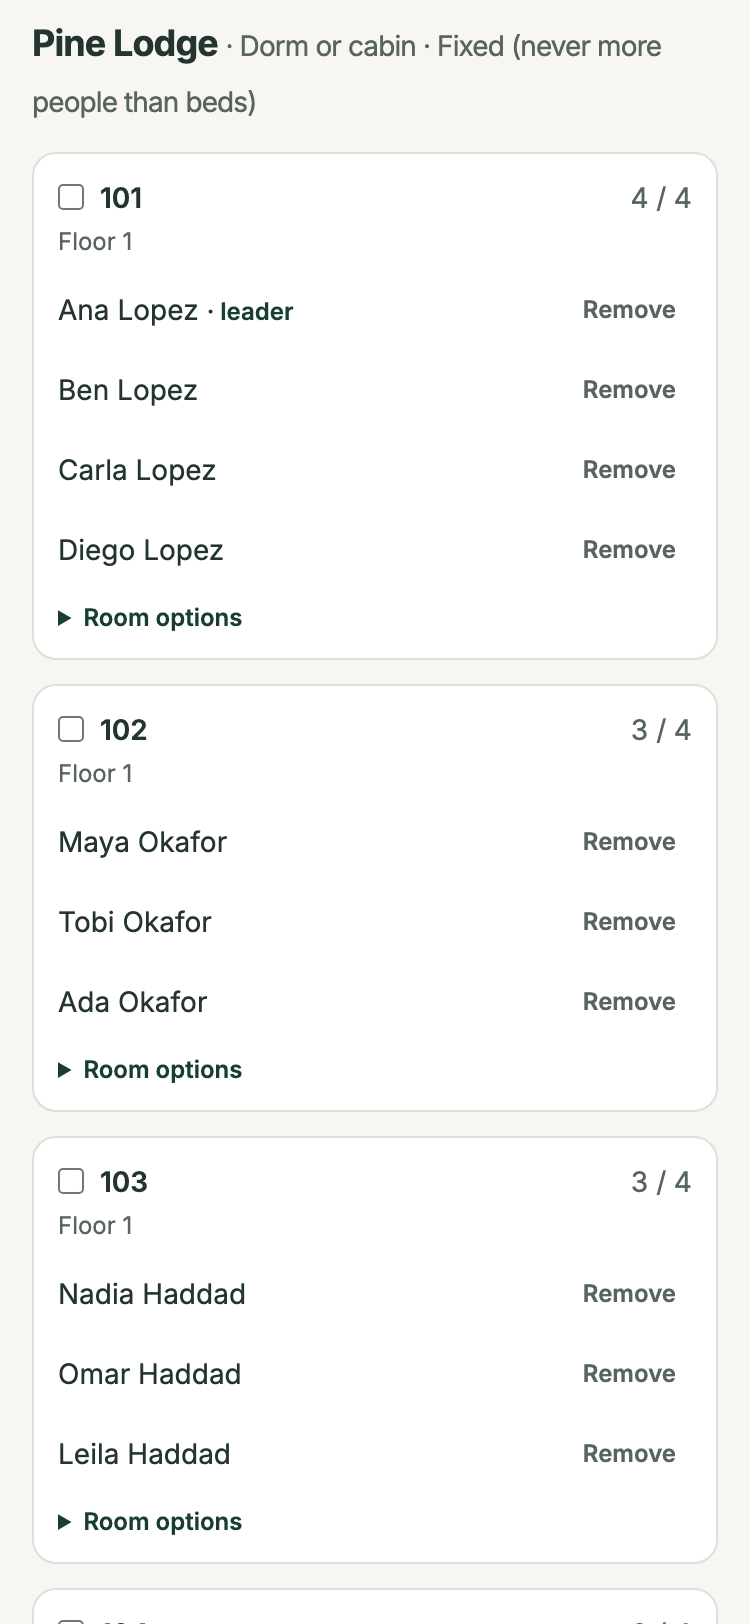 Pine Lodge · Dorm or cabin · Fixed (never more
people than beds)
101 4 / 4
Floor 1
Ana Lopez · leader Remove
Ben Lopez Remove
Carla Lopez Remove
Diego Lopez Remove
▶ Room options
102 3 / 4
Floor 1
Maya Okafor Remove
Tobi Okafor Remove
Ada Okafor Remove
▶ Room options
103 3 / 4
Floor 1
Nadia Haddad Remove
Omar Haddad Remove
Leila Haddad Remove
▶ Room options